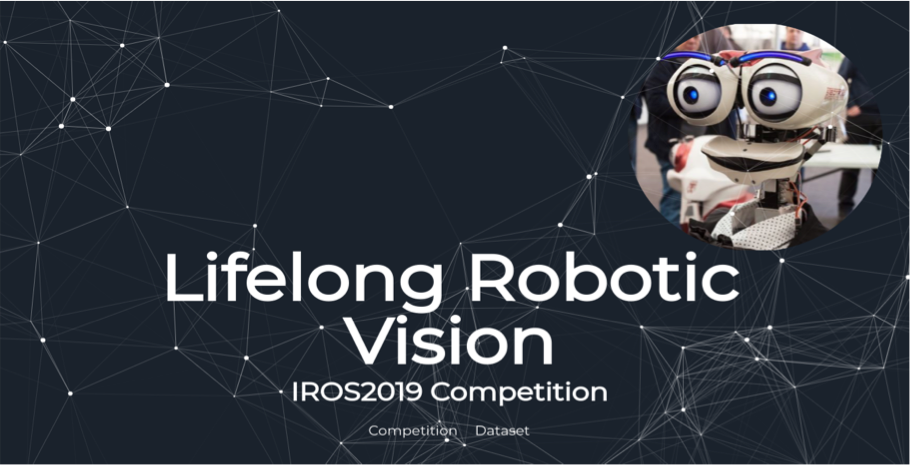 Lifelong Robotic
Vision
IROS2019 Competition
Competition Dataset